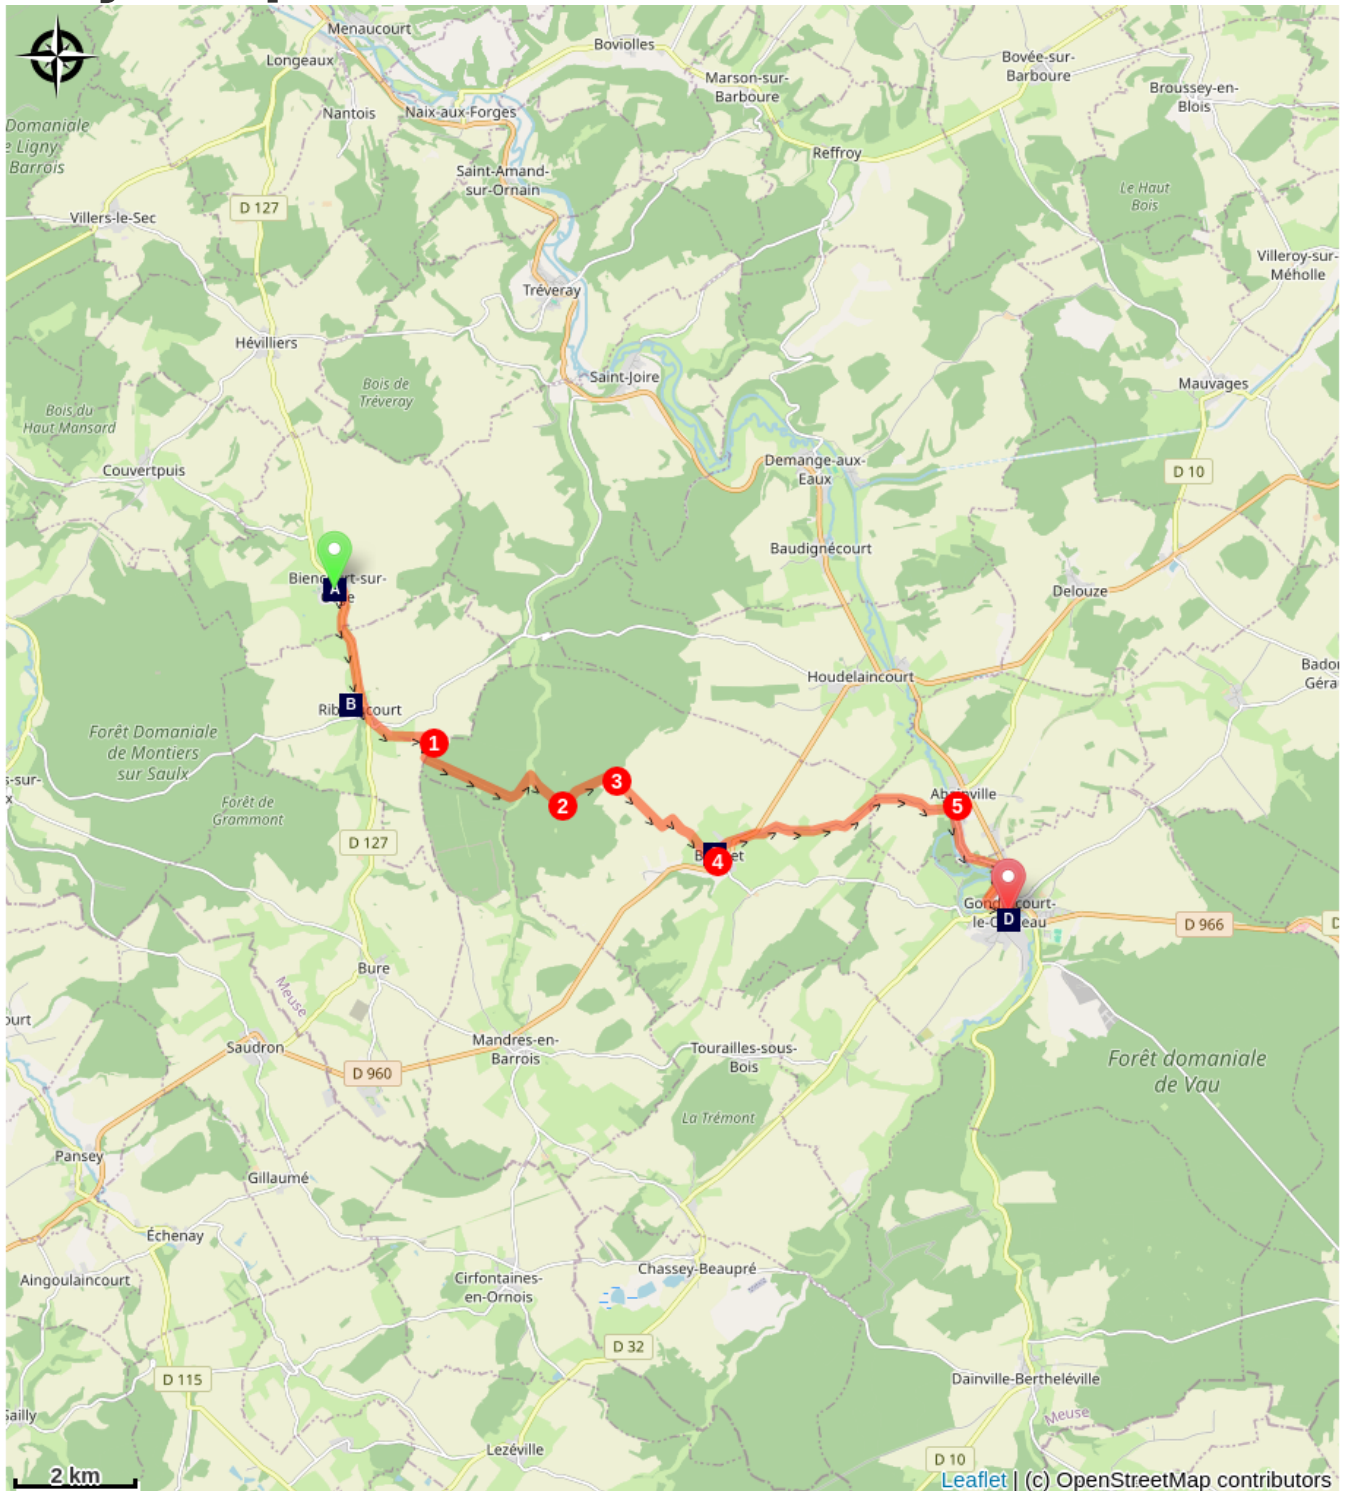 Menaucourt
Boviolles
Longeaux
Bovée-sur-
Barboure
Marson-sur-
Barboure
Broussey-en-
Blois
Nantois
Naix-aux-Forges
Domaniale
e Ligny
Barrois
Reffroy
Saint-Amand-
sur-Ornain
Le Haut
Bois
D 127
Villers-le-Sec
Villeroy-sur-
Méholle
Tréveray
Hévilliers
Saint-Joire
Bois de
Tréveray
Mauvages
Bois du
Haut Mansard
Couvertpuis
Demange-aux-
Eaux
D 10
Baudignécourt
Delouze
A
Houdelaincourt
B
1
Forêt Domaniale
de Montiers
sur Saulx
3
2
5
Forêt de
Grammont
D 127
4
D
D 966
Bure
Meuse
Saudron
Mandres-en-
Barrois
Tourailles-sous-
Bois
Forêt domaniale
de Vau
D 960
La Trémont
Pansey
Gillaumé
Échenay
Aingoulaincourt
Cirfontaines-
en-Ornois
Chassey-Beaupré
D 32
D 115
Dainville-Bertheléville
Meuse
Lezéville
D 10
2 km
Leaflet | (c) OpenStreetMap contributors